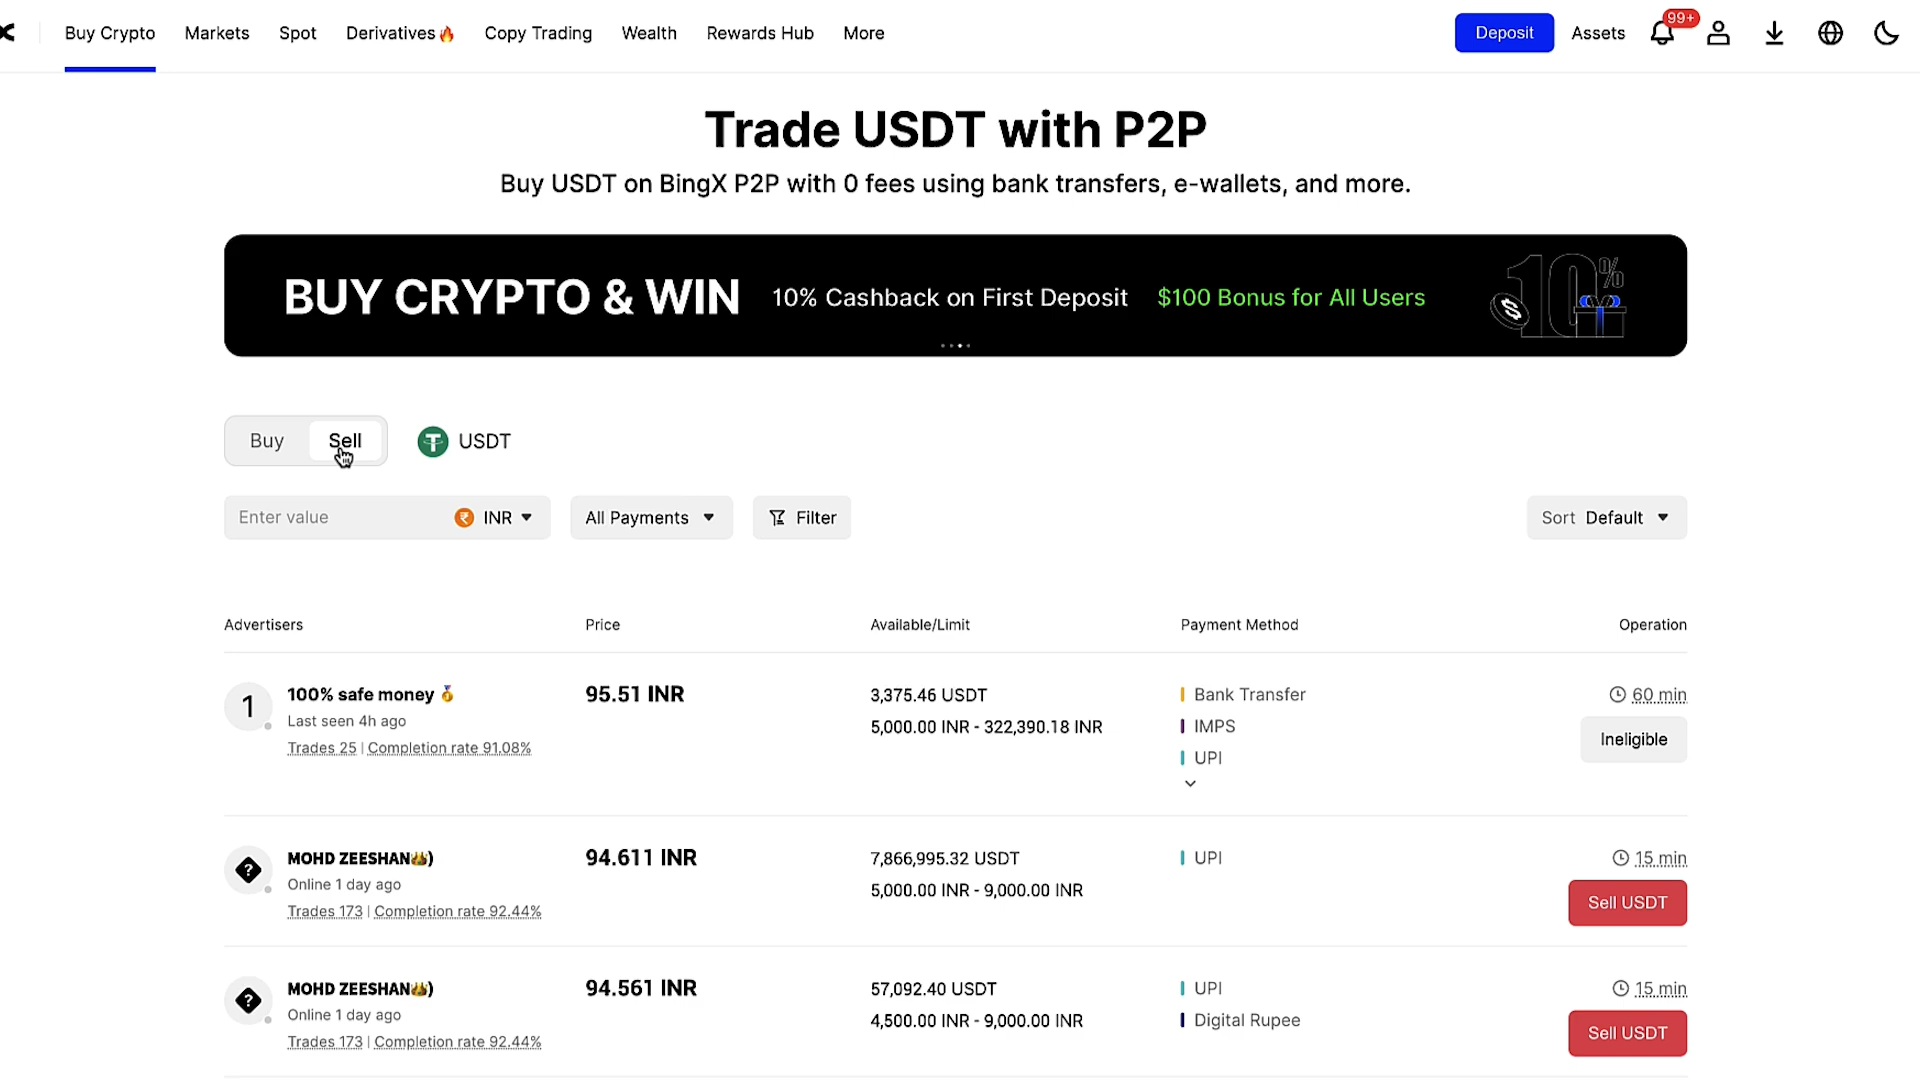 Buy Crypto Markets Spot Derivatives🔥 Copy Trading Wealth Rewards Hub More Deposit Assets 99+
Trade USDT with P2P
Buy USDT on BingX P2P with 0 fees using bank transfers, e-wallets, and more.
BUY CRYPTO & WIN 10% Cashback on First Deposit $100 Bonus for All Users 10%
Buy Sell USDT
Enter value INR All Payments Filter Sort Default
Advertisers Price Available/Limit Payment Method Operation
1 100% safe money🏅 95.51 INR 3,375.46 USDT Bank Transfer 60 min
Last seen 4h ago 5,000.00 INR - 322,390.18 INR IMPS Ineligible
Trades 25 | Completion rate 91.08% UPI
MOHD ZEESHAN👑) 94.611 INR 7,866,995.32 USDT UPI 15 min
Online 1 day ago 5,000.00 INR - 9,000.00 INR Sell USDT
Trades 173 | Completion rate 92.44%
MOHD ZEESHAN👑) 94.561 INR 57,092.40 USDT UPI 15 min
Online 1 day ago 4,500.00 INR - 9,000.00 INR Digital Rupee Sell USDT
Trades 173 | Completion rate 92.44%